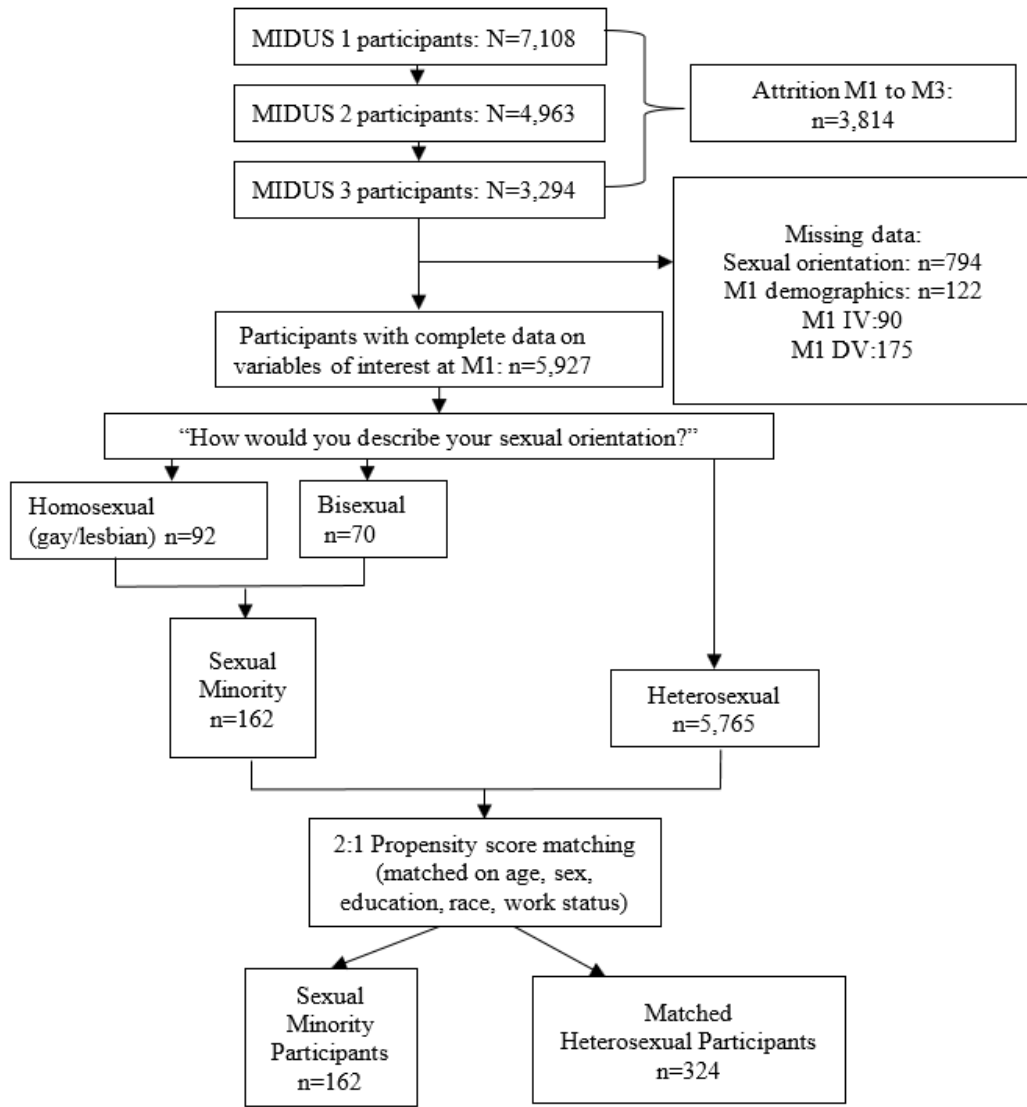 MIDUS 1 participants: N=7,108
Attrition M1 to M3:
n=3,814
MIDUS 2 participants: N=4,963
MIDUS 3 participants: N=3,294
Missing data:
Sexual orientation: n=794
M1 demographics: n=122
M1 IV:90
M1 DV:175
Participants with complete data on
variables of interest at M1: n=5,927
“How would you describe your sexual orientation?”
Homosexual
(gay/lesbian) n=92
Bisexual
n=70
Sexual
Minority
n=162
Heterosexual
n=5,765
2:1 Propensity score matching
(matched on age, sex,
education, race, work status)
Sexual
Minority
Participants
n=162
Matched
Heterosexual Participants
n=324